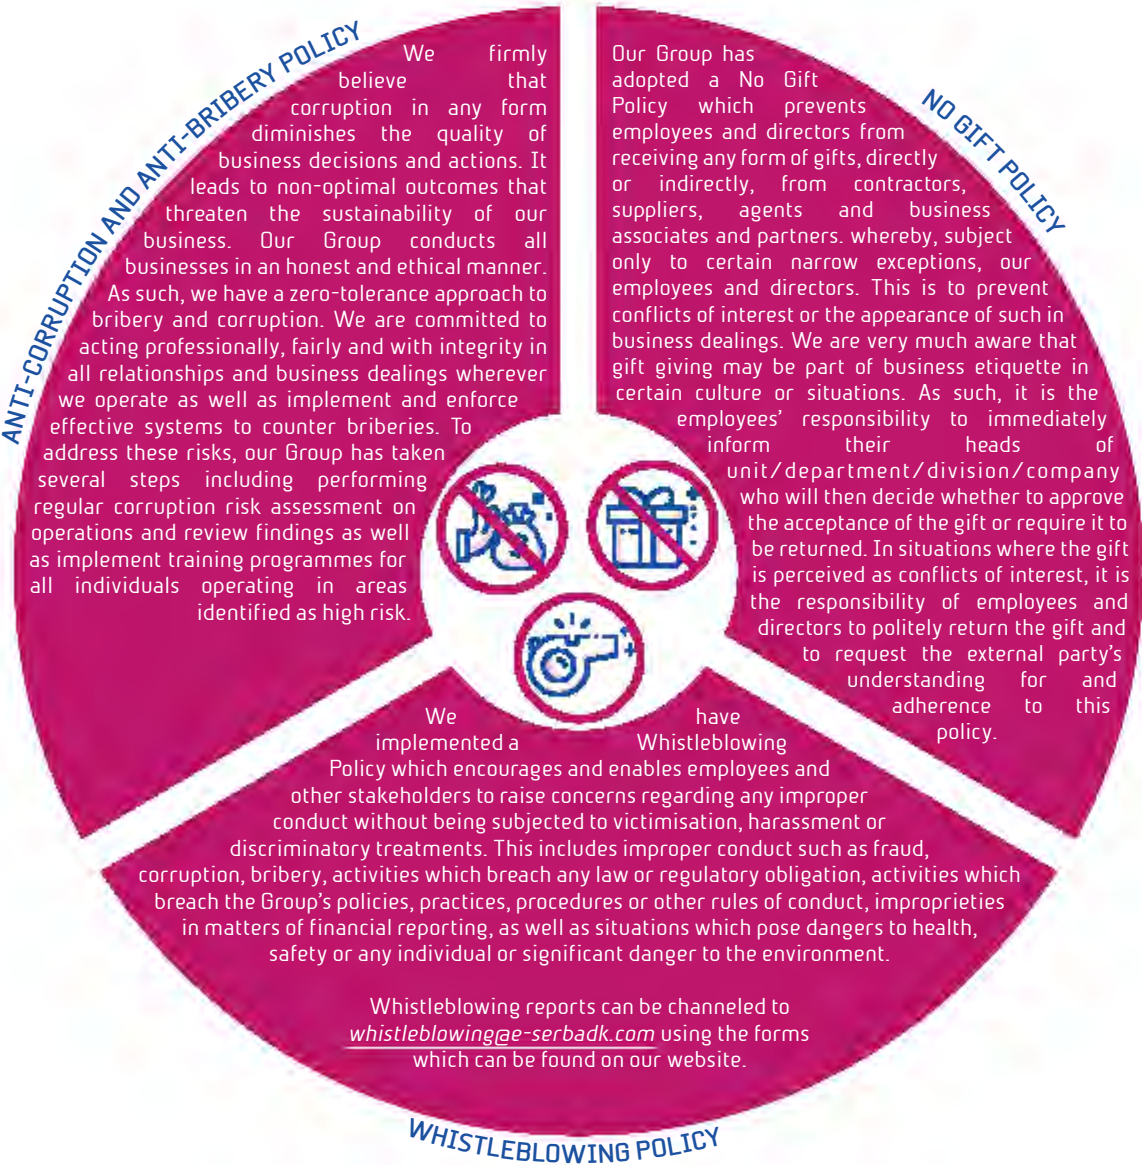 ANTI-CORRUPTION AND ANTI-BRIBERY POLICY
We firmly
believe that
corruption in any form
diminishes the quality of
business decisions and actions. It
leads to non-optimal outcomes that
threaten the sustainability of our
business. Our Group conducts all
businesses in an honest and ethical manner.
As such, we have a zero-tolerance approach to
bribery and corruption. We are committed to
acting professionally, fairly and with integrity in
all relationships and business dealings wherever
we operate as well as implement and enforce
effective systems to counter briberies. To
address these risks, our Group has taken
several steps including performing
regular corruption risk assessment on
operations and review findings as well
as implement training programmes for
all individuals operating in areas
identified as high risk.
NO GIFT POLICY
Our Group has
adopted a No Gift
Policy which prevents
employees and directors from
receiving any form of gifts, directly
or indirectly, from contractors,
suppliers, agents and business
associates and partners. whereby, subject
only to certain narrow exceptions, our
employees and directors. This is to prevent
conflicts of interest or the appearance of such in
business dealings. We are very much aware that
gift giving may be part of business etiquette in
certain culture or situations. As such, it is the
employees' responsibility to immediately
inform their heads of
unit/department/division/company
who will then decide whether to approve
the acceptance of the gift or require it to
be returned. In situations where the gift
is perceived as conflicts of interest, it is
the responsibility of employees and
directors to politely return the gift and
to request the external party's
understanding for and
adherence to this
policy.
We have
implemented a Whistleblowing
Policy which encourages and enables employees and
other stakeholders to raise concerns regarding any improper
conduct without being subjected to victimisation, harassment or
discriminatory treatments. This includes improper conduct such as fraud,
corruption, bribery, activities which breach any law or regulatory obligation, activities which
breach the Group's policies, practices, procedures or other rules of conduct, improprieties
in matters of financial reporting, as well as situations which pose dangers to health,
safety or any individual or significant danger to the environment.
Whistleblowing reports can be channeled to
whistleblowing@e-serbadk.com using the forms
which can be found on our website.
WHISTLEBLOWING POLICY